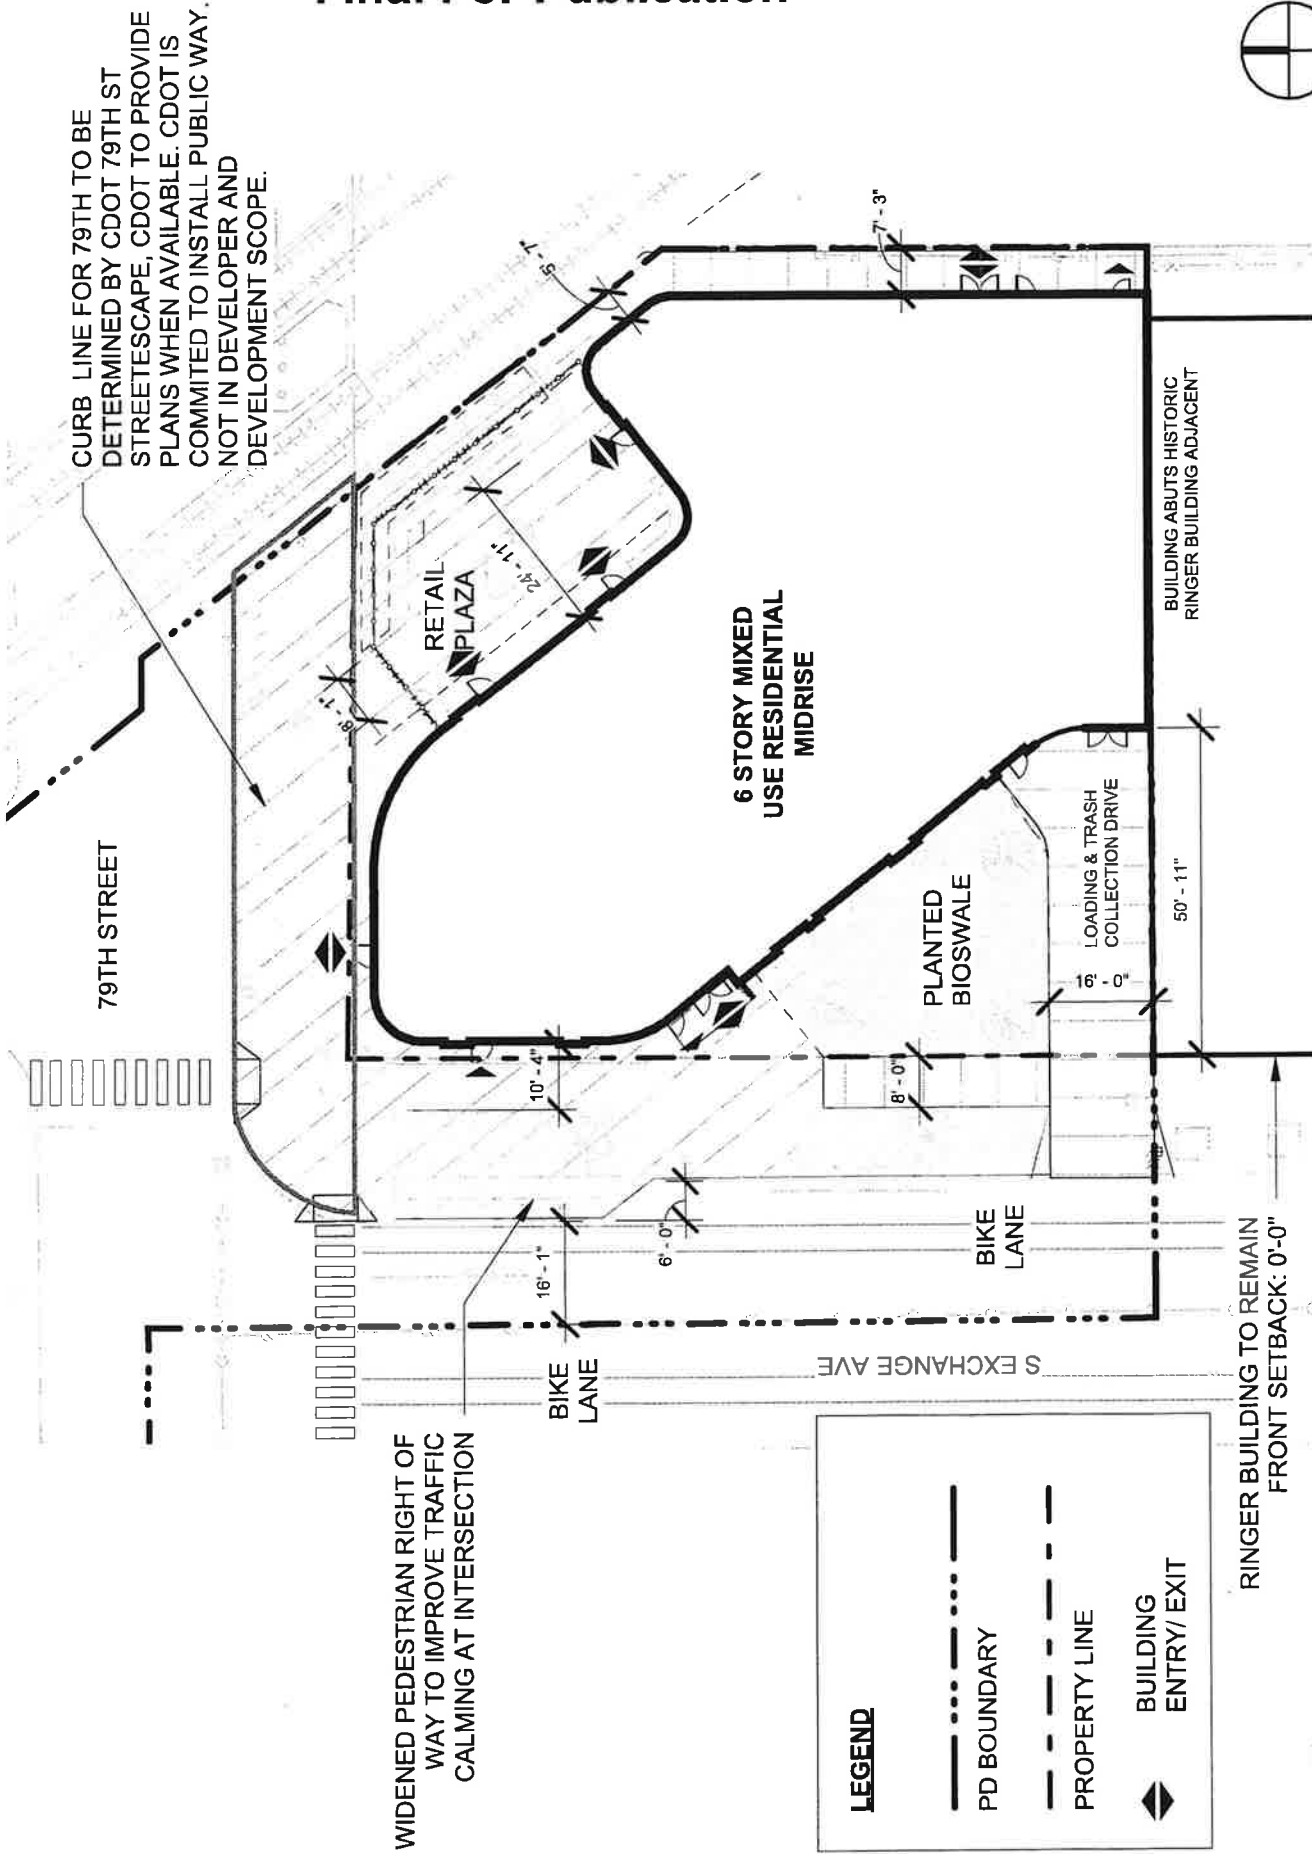 CURB LINE FOR 79TH TO BE
DETERMINED BY CDOT 79TH ST
STREETESCAPE, CDOT TO PROVIDE
PLANS WHEN AVAILABLE. CDOT IS
COMMITED TO INSTALL PUBLIC WAY.
NOT IN DEVELOPER AND
DEVELOPMENT SCOPE.
79TH STREET
RETAIL
PLAZA
8' - 1"
24' - 11"
5' - 7"
7' - 3"
6 STORY MIXED
USE RESIDENTIAL
MIDRISE
PLANTED
BIOSWALE
LOADING & TRASH
COLLECTION DRIVE
16' - 0"
50' - 11"
BUILDING ABUTS HISTORIC
RINGER BUILDING ADJACENT
10' - 4"
8' - 0"
16' - 1"
6' - 0"
BIKE
LANE
BIKE
LANE
S EXCHANGE AVE
WIDENED PEDESTRIAN RIGHT OF
WAY TO IMPROVE TRAFFIC
CALMING AT INTERSECTION
RINGER BUILDING TO REMAIN
FRONT SETBACK: 0'-0"
LEGEND
PD BOUNDARY
PROPERTY LINE
BUILDING
ENTRY/ EXIT